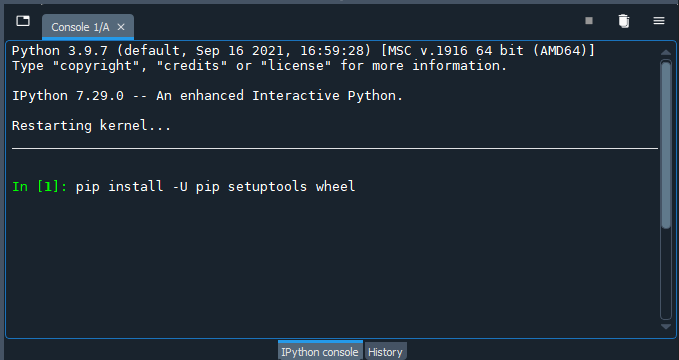 Console 1/A
Python 3.9.7 (default, Sep 16 2021, 16:59:28) [MSC v.1916 64 bit (AMD64)]
Type "copyright", "credits" or "license" for more information.
IPython 7.29.0 -- An enhanced Interactive Python.
Restarting kernel...
In [1]: pip install -U pip setuptools wheel
IPython console History